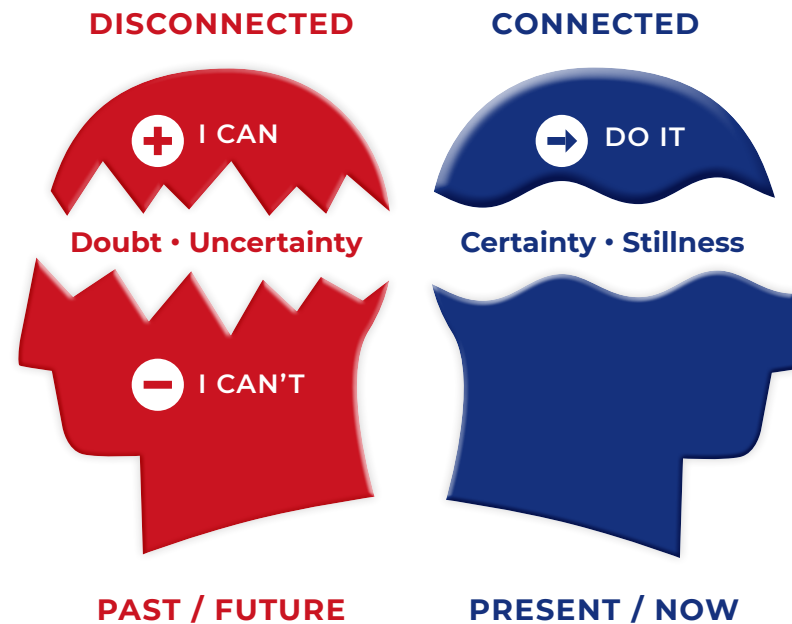 DISCONNECTED
I CAN
Doubt • Uncertainty
I CAN'T
PAST / FUTURE
CONNECTED
DO IT
Certainty • Stillness
PRESENT / NOW